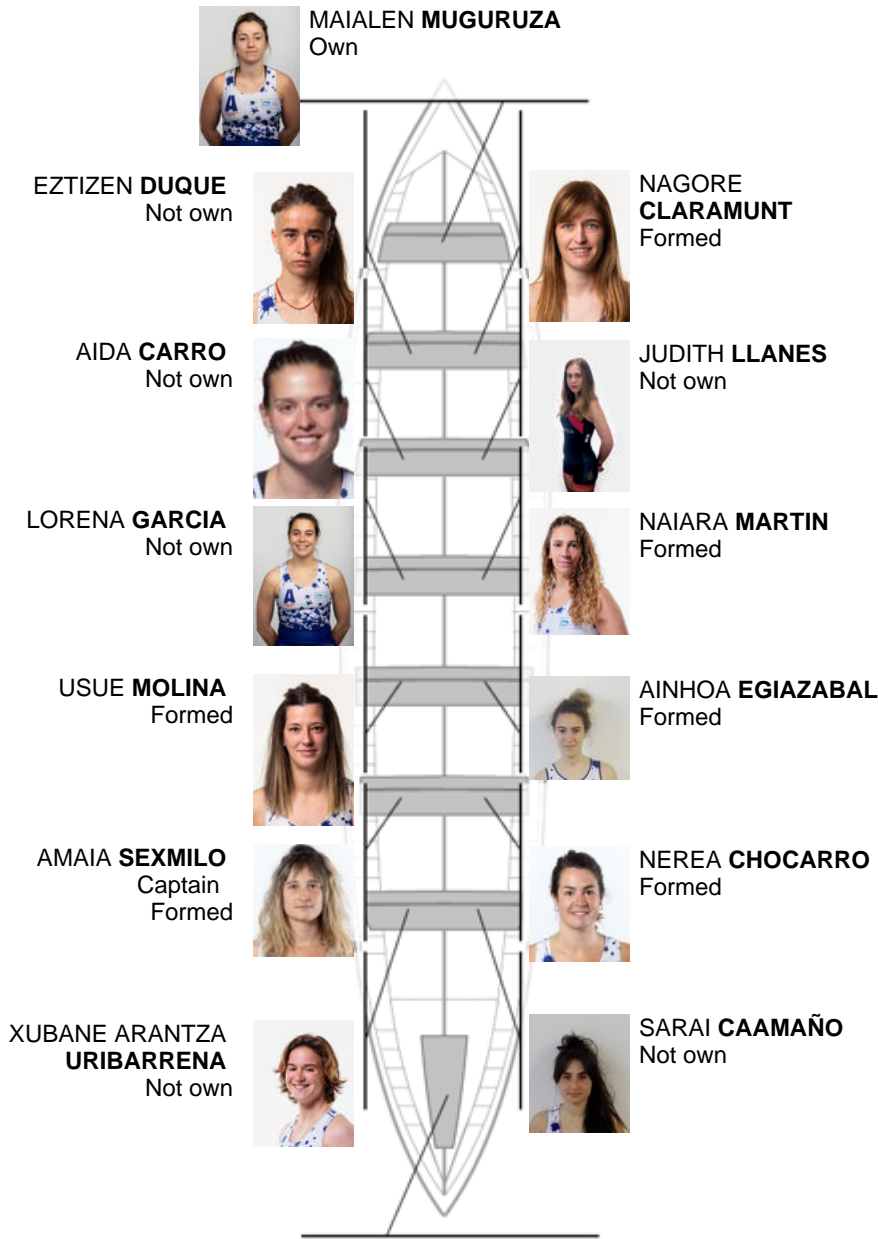 MAIALEN MUGURUZA
Own
EZTIZEN DUQUE
Not own
NAGORE
CLARAMUNT
Formed
AIDA CARRO
Not own
JUDITH LLANES
Not own
LORENA GARCIA
Not own
NAIARA MARTIN
Formed
USUE MOLINA
Formed
AINHOA EGIAZABAL
Formed
AMAIA SEXMILO
Captain
Formed
NEREA CHOCARRO
Formed
XUBANE ARANTZA
URIBARRENA
Not own
SARAI CAAMAÑO
Not own